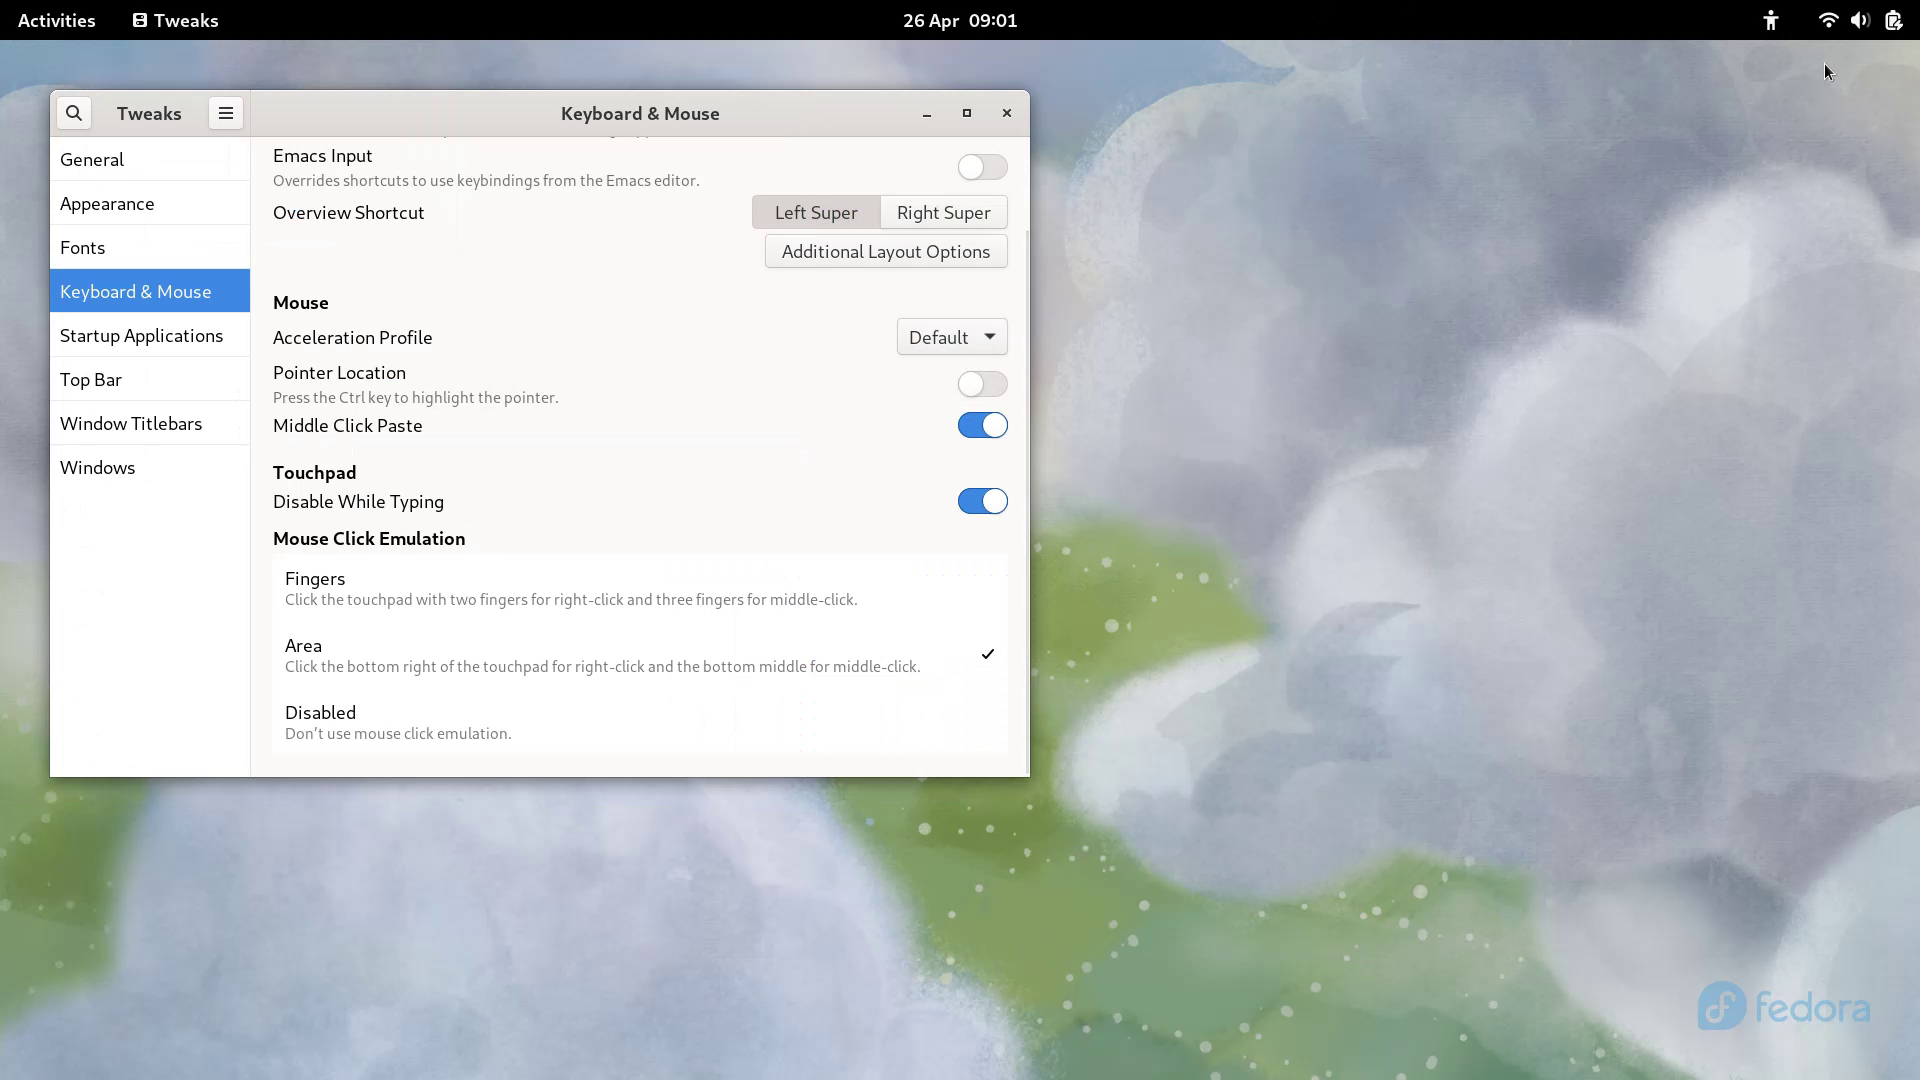 Activities Tweaks 26 Apr 09:01
Tweaks Keyboard & Mouse
General
Appearance
Fonts
Keyboard & Mouse
Startup Applications
Top Bar
Window Titlebars
Windows
Emacs Input
Overrides shortcuts to use keybindings from the Emacs editor.
Overview Shortcut Left Super Right Super
Additional Layout Options
Mouse
Acceleration Profile Default
Pointer Location
Press the Ctrl key to highlight the pointer.
Middle Click Paste
Touchpad
Disable While Typing
Mouse Click Emulation
Fingers
Click the touchpad with two fingers for right-click and three fingers for middle-click.
Area
Click the bottom right of the touchpad for right-click and the bottom middle for middle-click.
Disabled
Don’t use mouse click emulation.
fedora